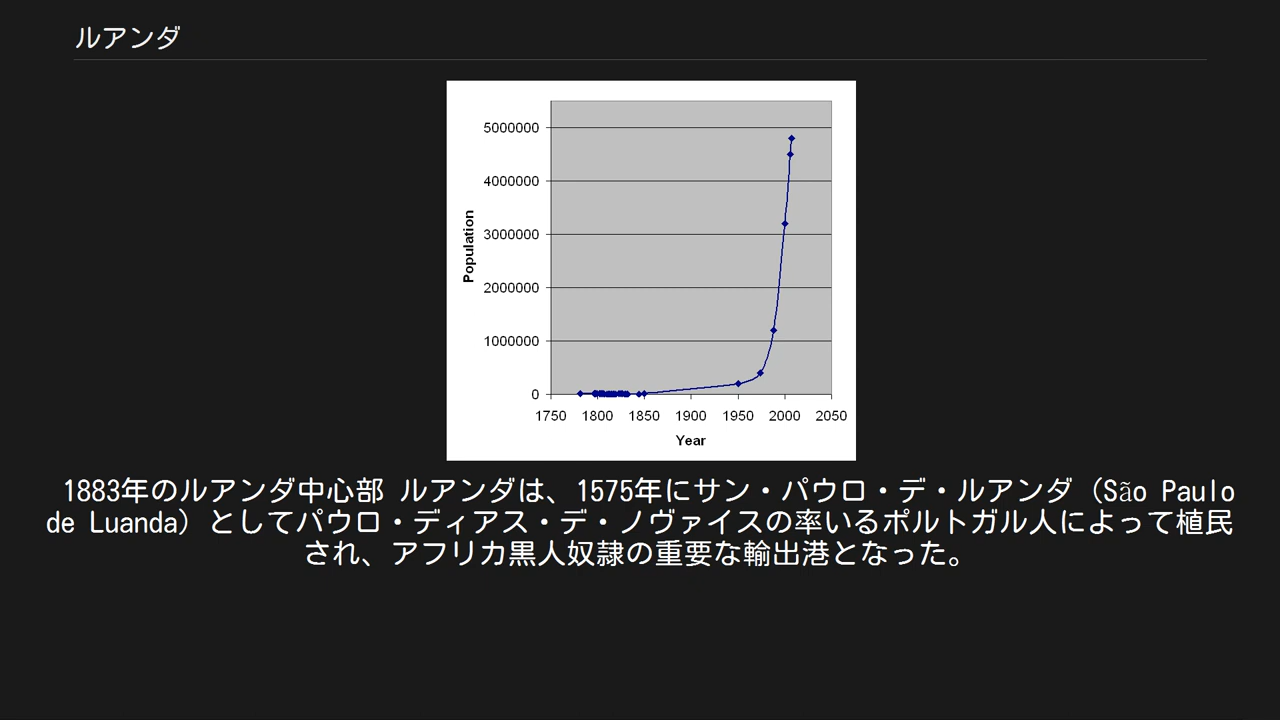 ルアンダ
5000000
4000000
3000000
2000000
1000000
0
Population
1750 1800 1850 1900 1950 2000 2050
Year
1883年のルアンダ中心部 ルアンダは、1575年にサン・パウロ・デ・ルアンダ（São Paulo
de Luanda）としてパウロ・ディアス・デ・ノヴァイスの率いるポルトガル人によって植民
され、アフリカ黒人奴隷の重要な輸出港となった。